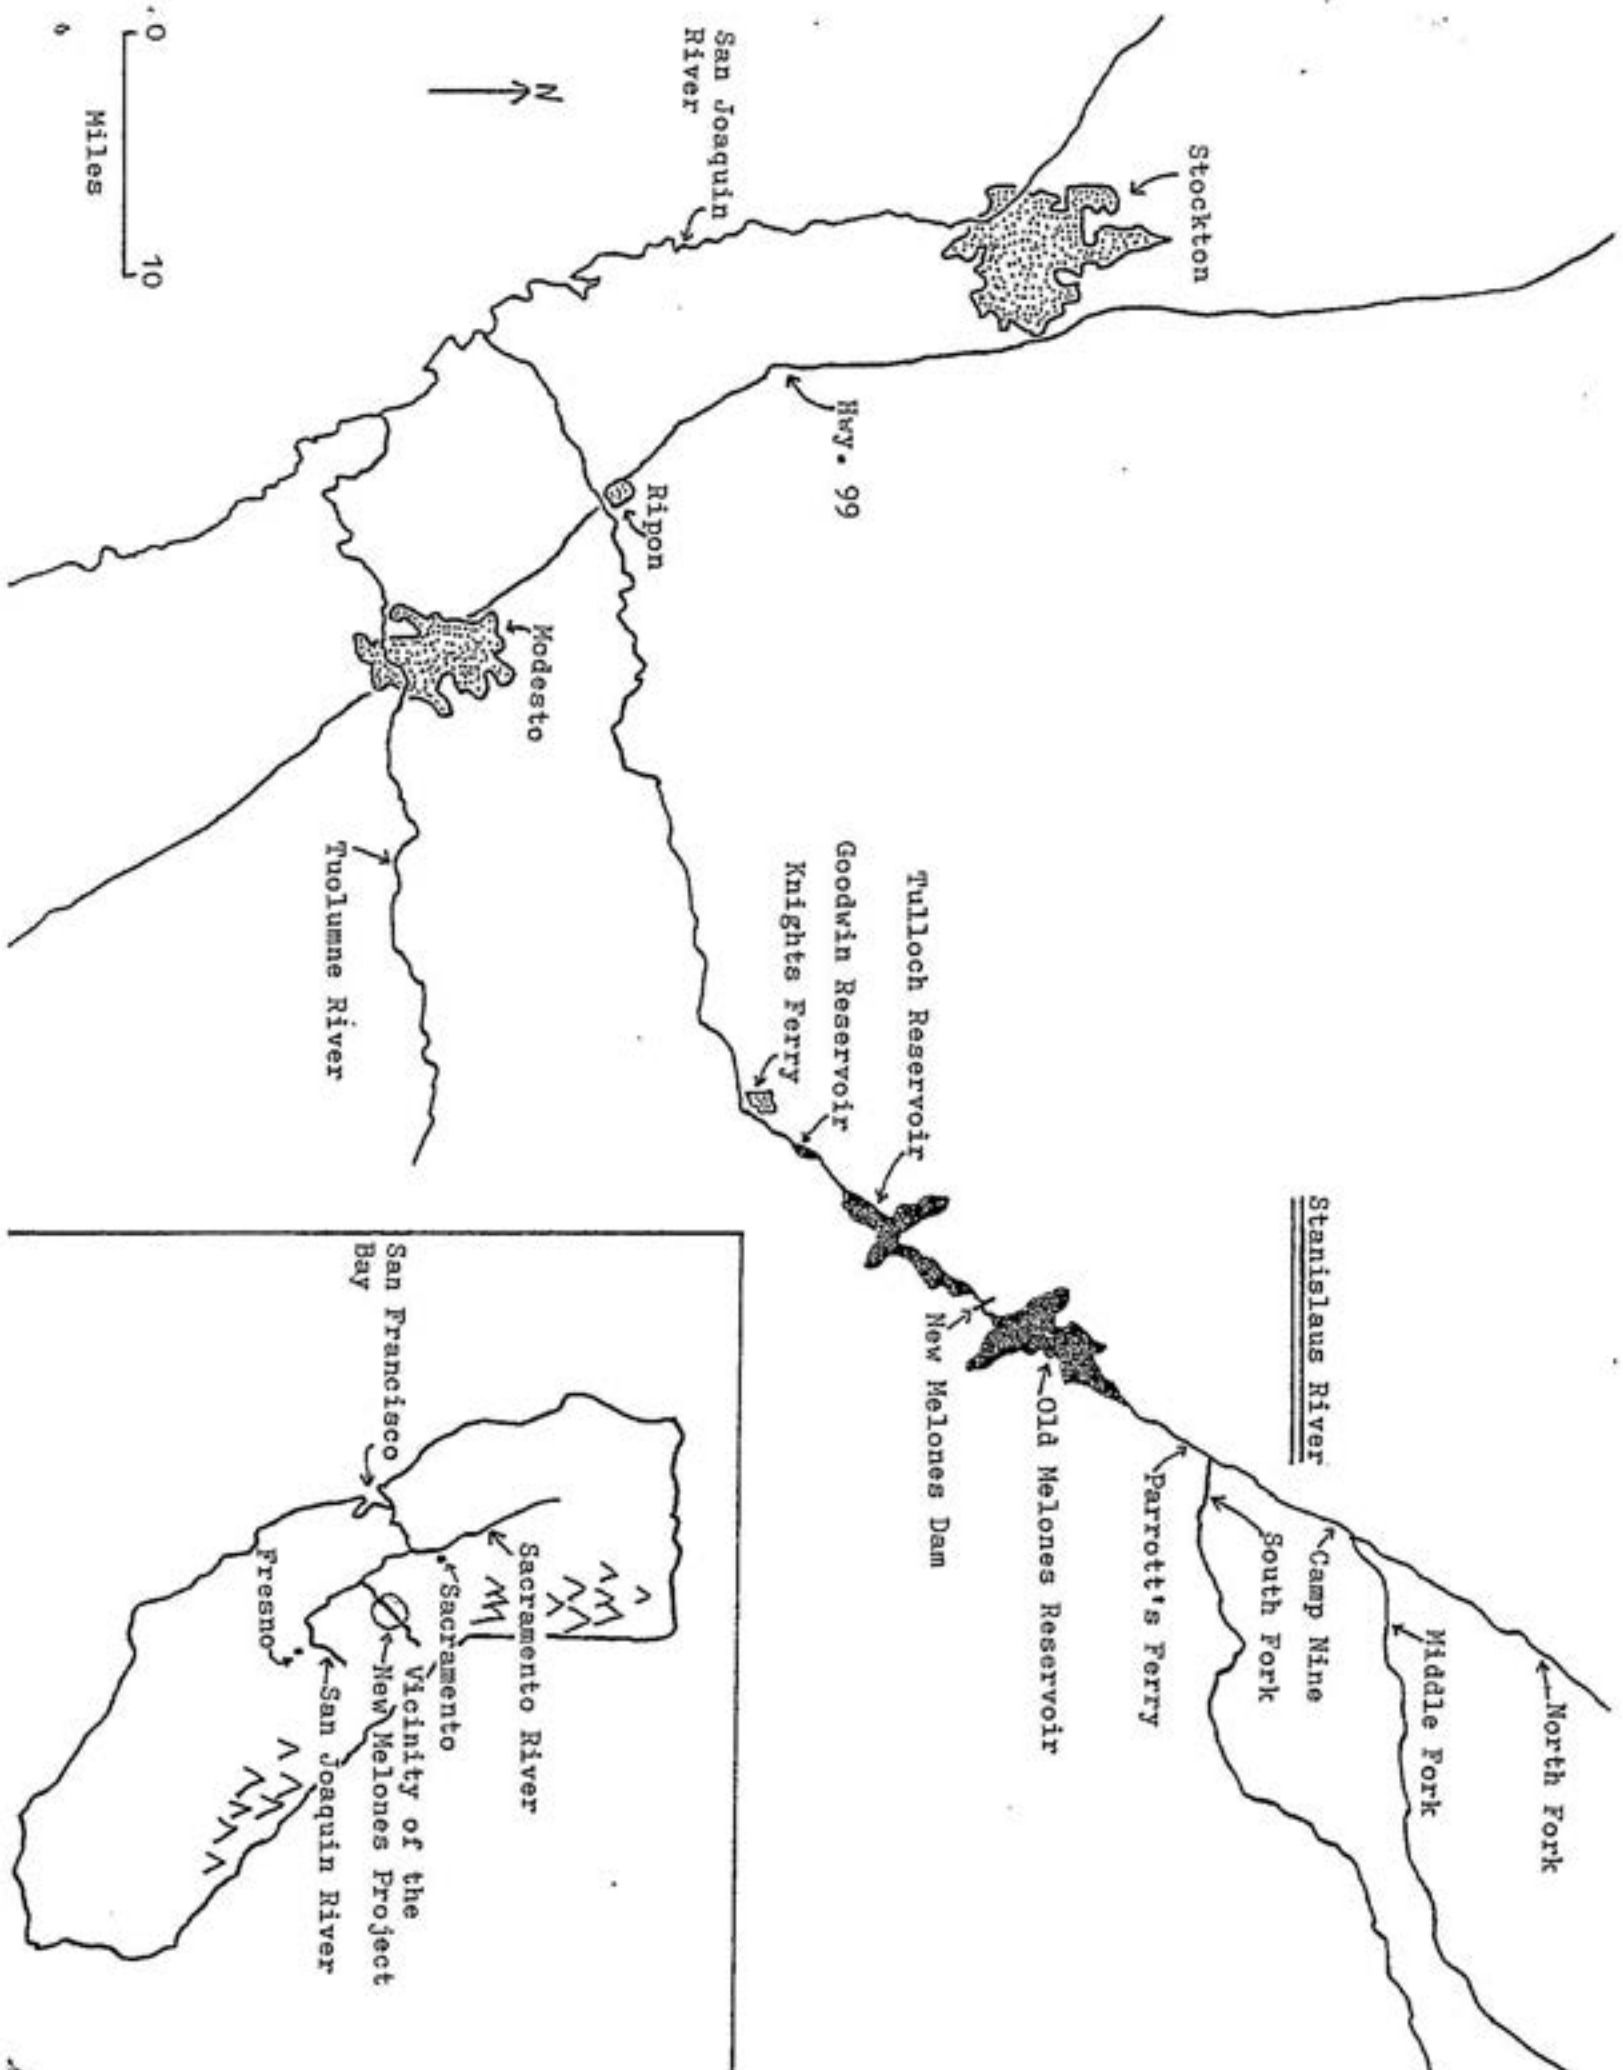 Stanislaus River
North Fork
Middle Fork
Camp Nine
South Fork
Parrott's Ferry
Old Melones Reservoir
New Melones Dam
Tulloch Reservoir
Goodwin Reservoir
Knights Ferry
Stockton
Hwy. 99
San Joaquin
River
Ripon
Modesto
Tuolumne River
N
0
10
Miles
Sacramento River
Sacramento
Vicinity of the
New Melones Project
San Francisco
Bay
San Joaquin River
Fresno